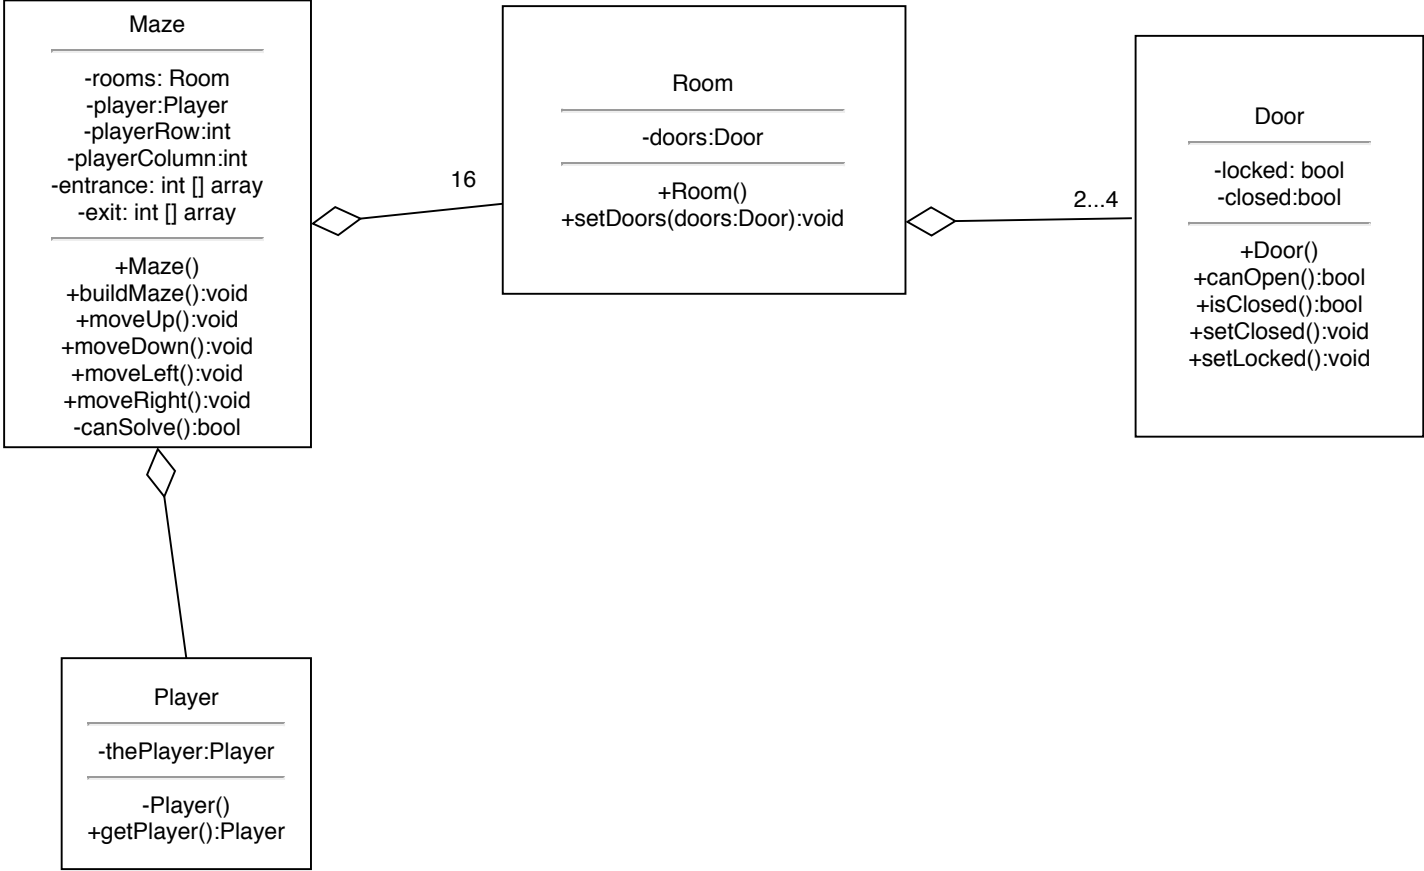 Maze
-rooms: Room
-player:Player
-playerRow:int
-playerColumn:int
-entrance: int [] array
-exit: int [] array
+Maze()
+buildMaze():void
+moveUp():void
+moveDown():void
+moveLeft():void
+moveRight():void
-canSolve():bool
16
Room
-doors:Door
+Room()
+setDoors(doors:Door):void
2...4
Door
-locked: bool
-closed:bool
+Door()
+canOpen():bool
+isClosed():bool
+setClosed():void
+setLocked():void
Player
-thePlayer:Player
-Player()
+getPlayer():Player